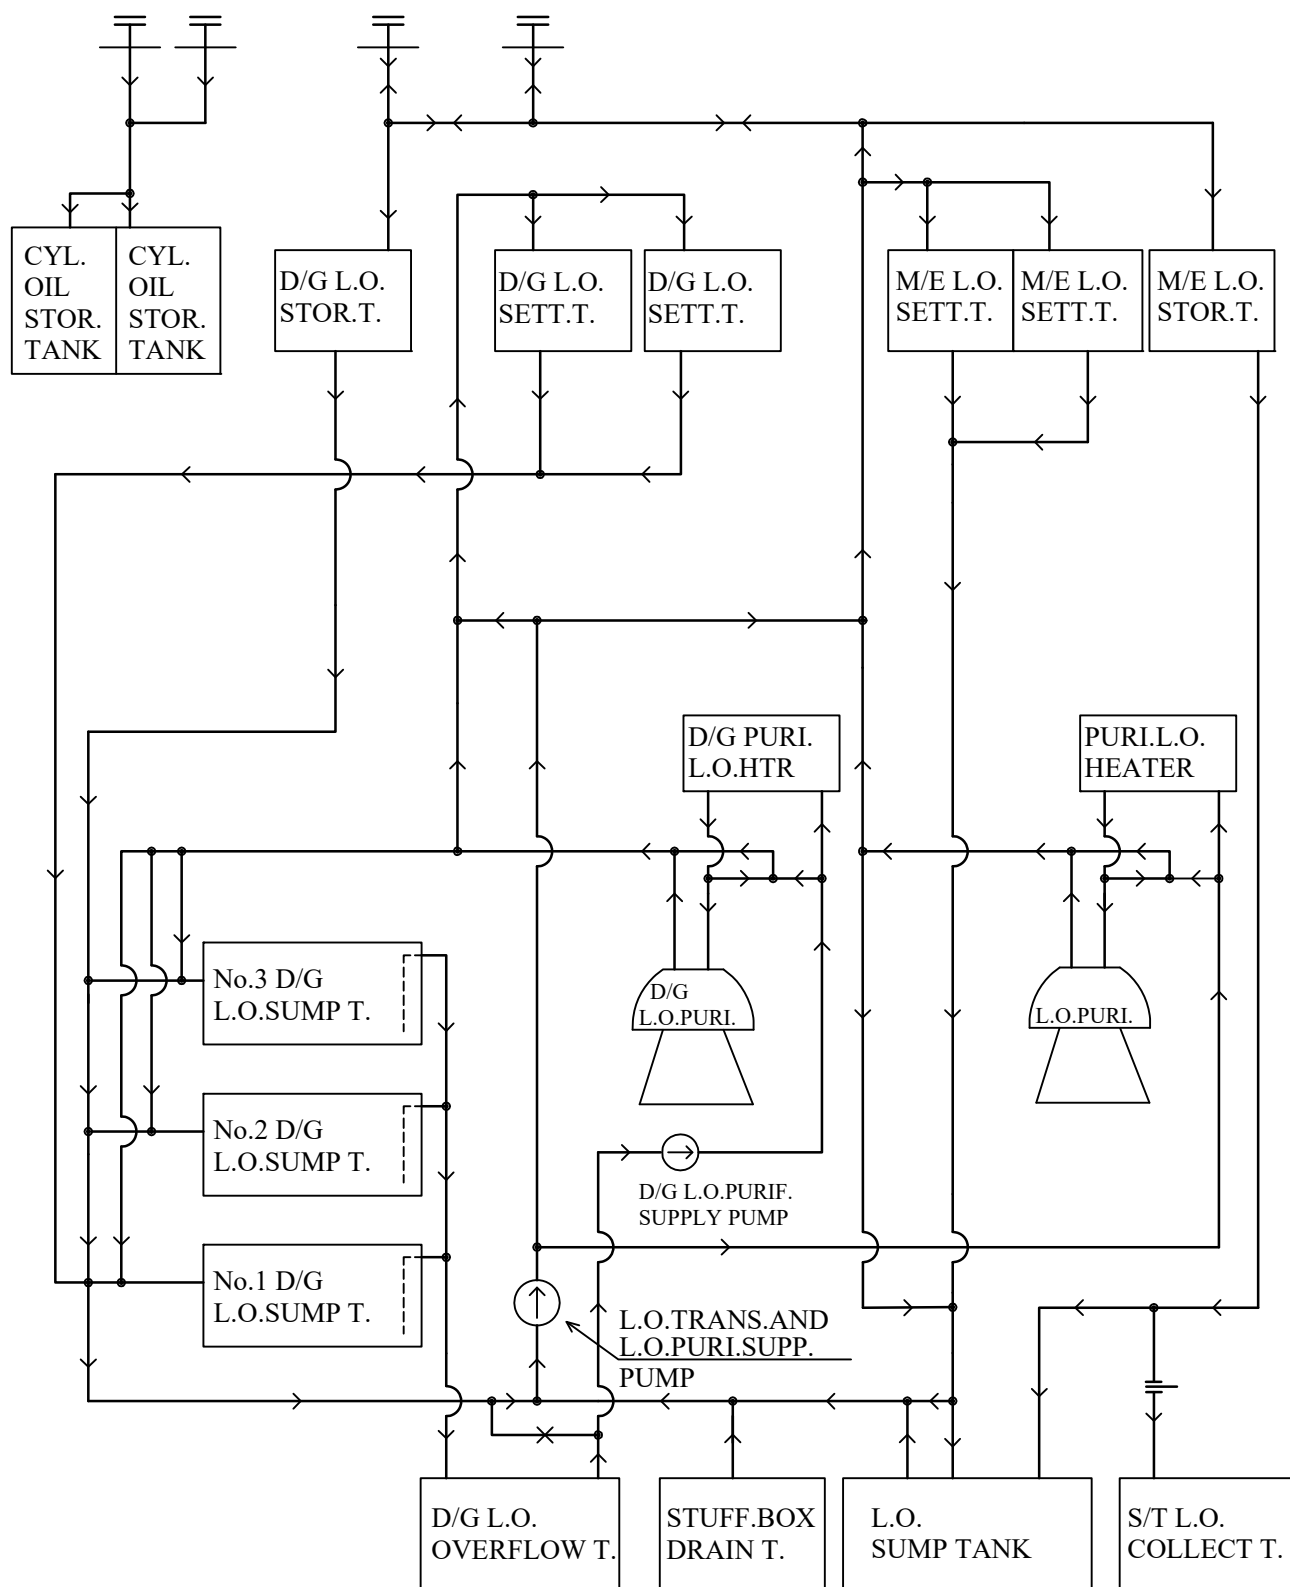 CYL.
OIL
STOR.
TANK
CYL.
OIL
STOR.
TANK
D/G L.O.
STOR.T.
D/G L.O.
SETT.T.
D/G L.O.
SETT.T.
M/E L.O.
SETT.T.
M/E L.O.
SETT.T.
M/E L.O.
STOR.T.
D/G PURI.
L.O.HTR
PURI.L.O.
HEATER
No.3 D/G
L.O.SUMP T.
D/G
L.O.PURI.
L.O.PURI.
No.2 D/G
L.O.SUMP T.
D/G L.O.PURIF.
SUPPLY PUMP
No.1 D/G
L.O.SUMP T.
L.O.TRANS.AND
L.O.PURI.SUPP.
PUMP
D/G L.O.
OVERFLOW T.
STUFF.BOX
DRAIN T.
L.O.
SUMP TANK
S/T L.O.
COLLECT T.